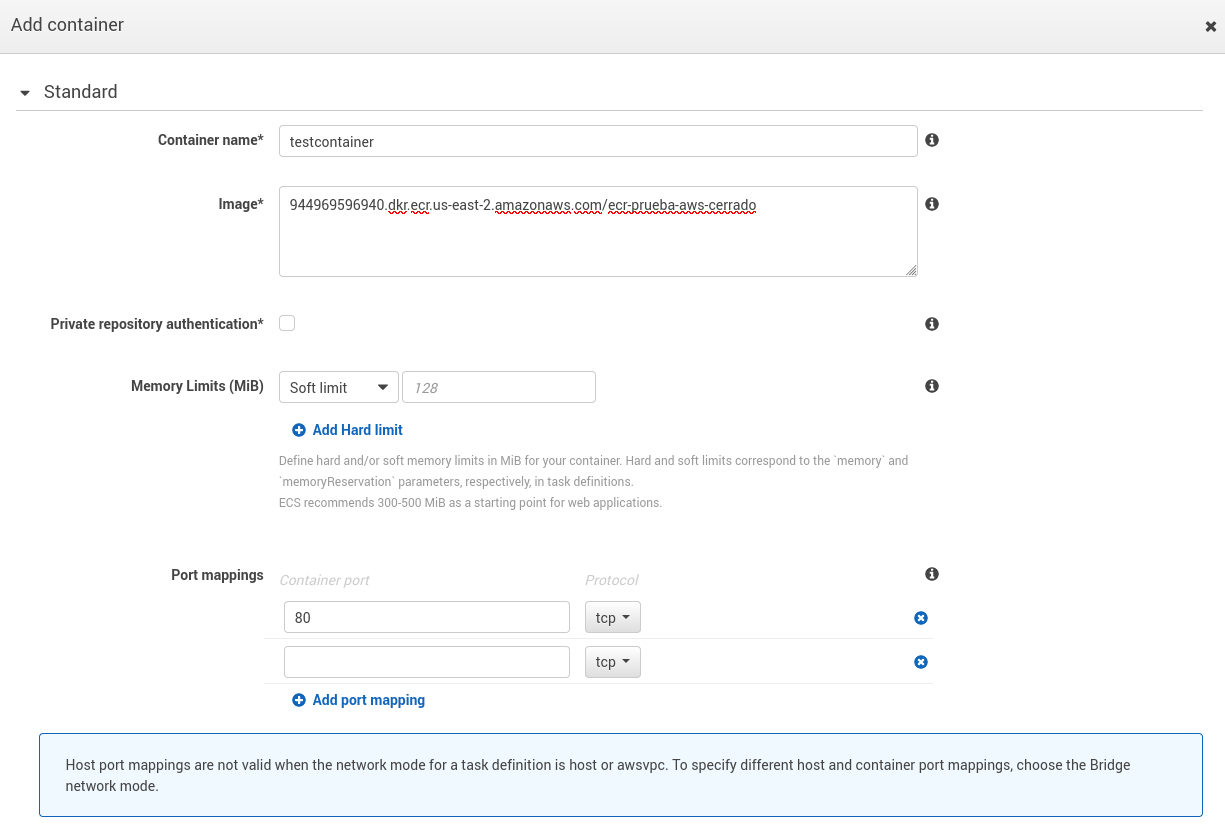 Add container
Standard
Container name*
testcontainer
Image*
944969596940.dkr.ecr.us-east-2.amazonaws.com/ecr-prueba-aws-cerrado
Private repository authentication*
Memory Limits (MiB)
Soft limit
128
Add Hard limit
Define hard and/or soft memory limits in MiB for your container. Hard and soft limits correspond to the `memory` and
`memoryReservation` parameters, respectively, in task definitions.
ECS recommends 300-500 MiB as a starting point for web applications.
Port mappings
Container port
Protocol
80
tcp
tcp
Add port mapping
Host port mappings are not valid when the network mode for a task definition is host or awsvpc. To specify different host and container port mappings, choose the Bridge
network mode.